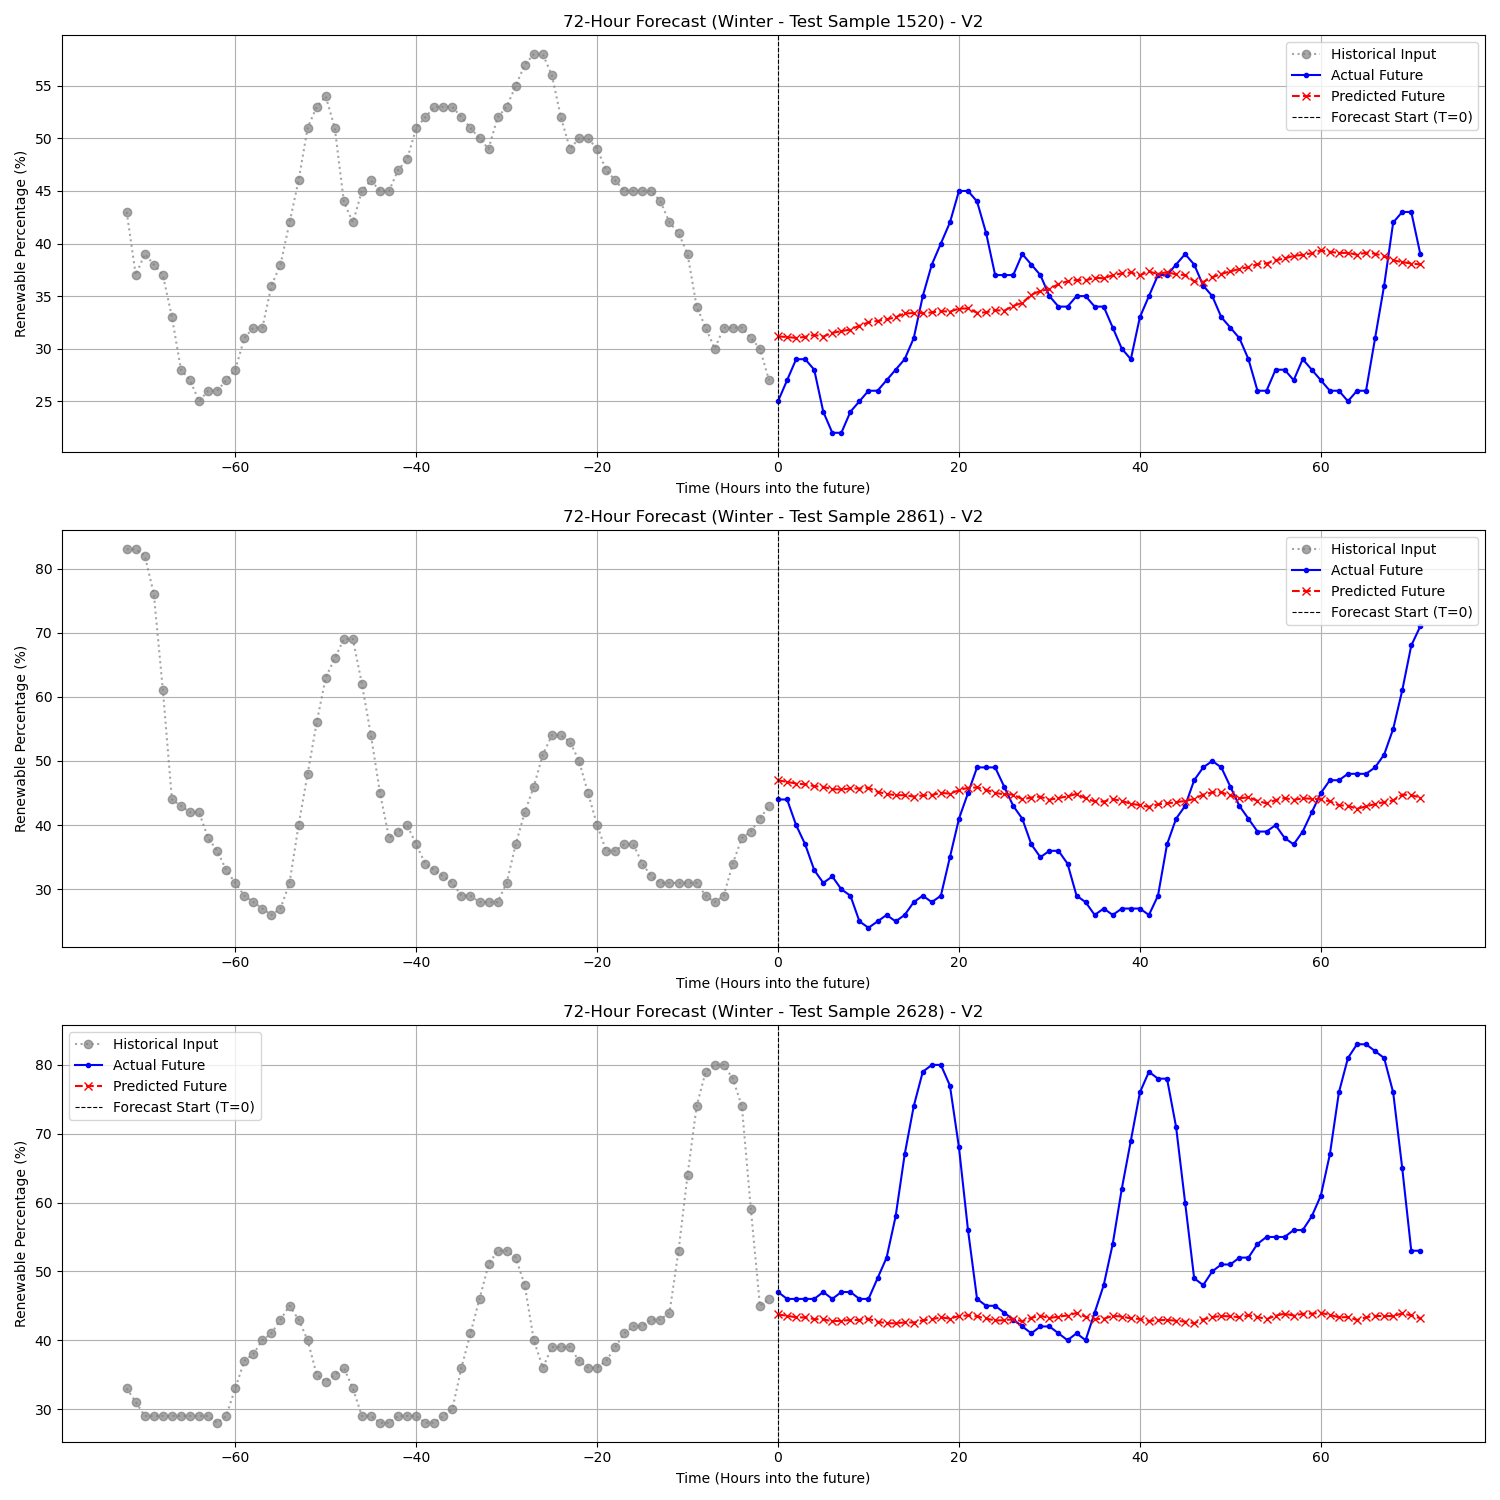 72-Hour Forecast (Winter - Test Sample 1520) - V2
Renewable Percentage (%)
55
50
45
40
35
30
25
Historical Input
Actual Future
Predicted Future
Forecast Start (T=0)
−60
−40
−20
0
20
40
60
Time (Hours into the future)
72-Hour Forecast (Winter - Test Sample 2861) - V2
Renewable Percentage (%)
80
70
60
50
40
30
Historical Input
Actual Future
Predicted Future
Forecast Start (T=0)
−60
−40
−20
0
20
40
60
Time (Hours into the future)
72-Hour Forecast (Winter - Test Sample 2628) - V2
Renewable Percentage (%)
80
70
60
50
40
30
Historical Input
Actual Future
Predicted Future
Forecast Start (T=0)
−60
−40
−20
0
20
40
60
Time (Hours into the future)